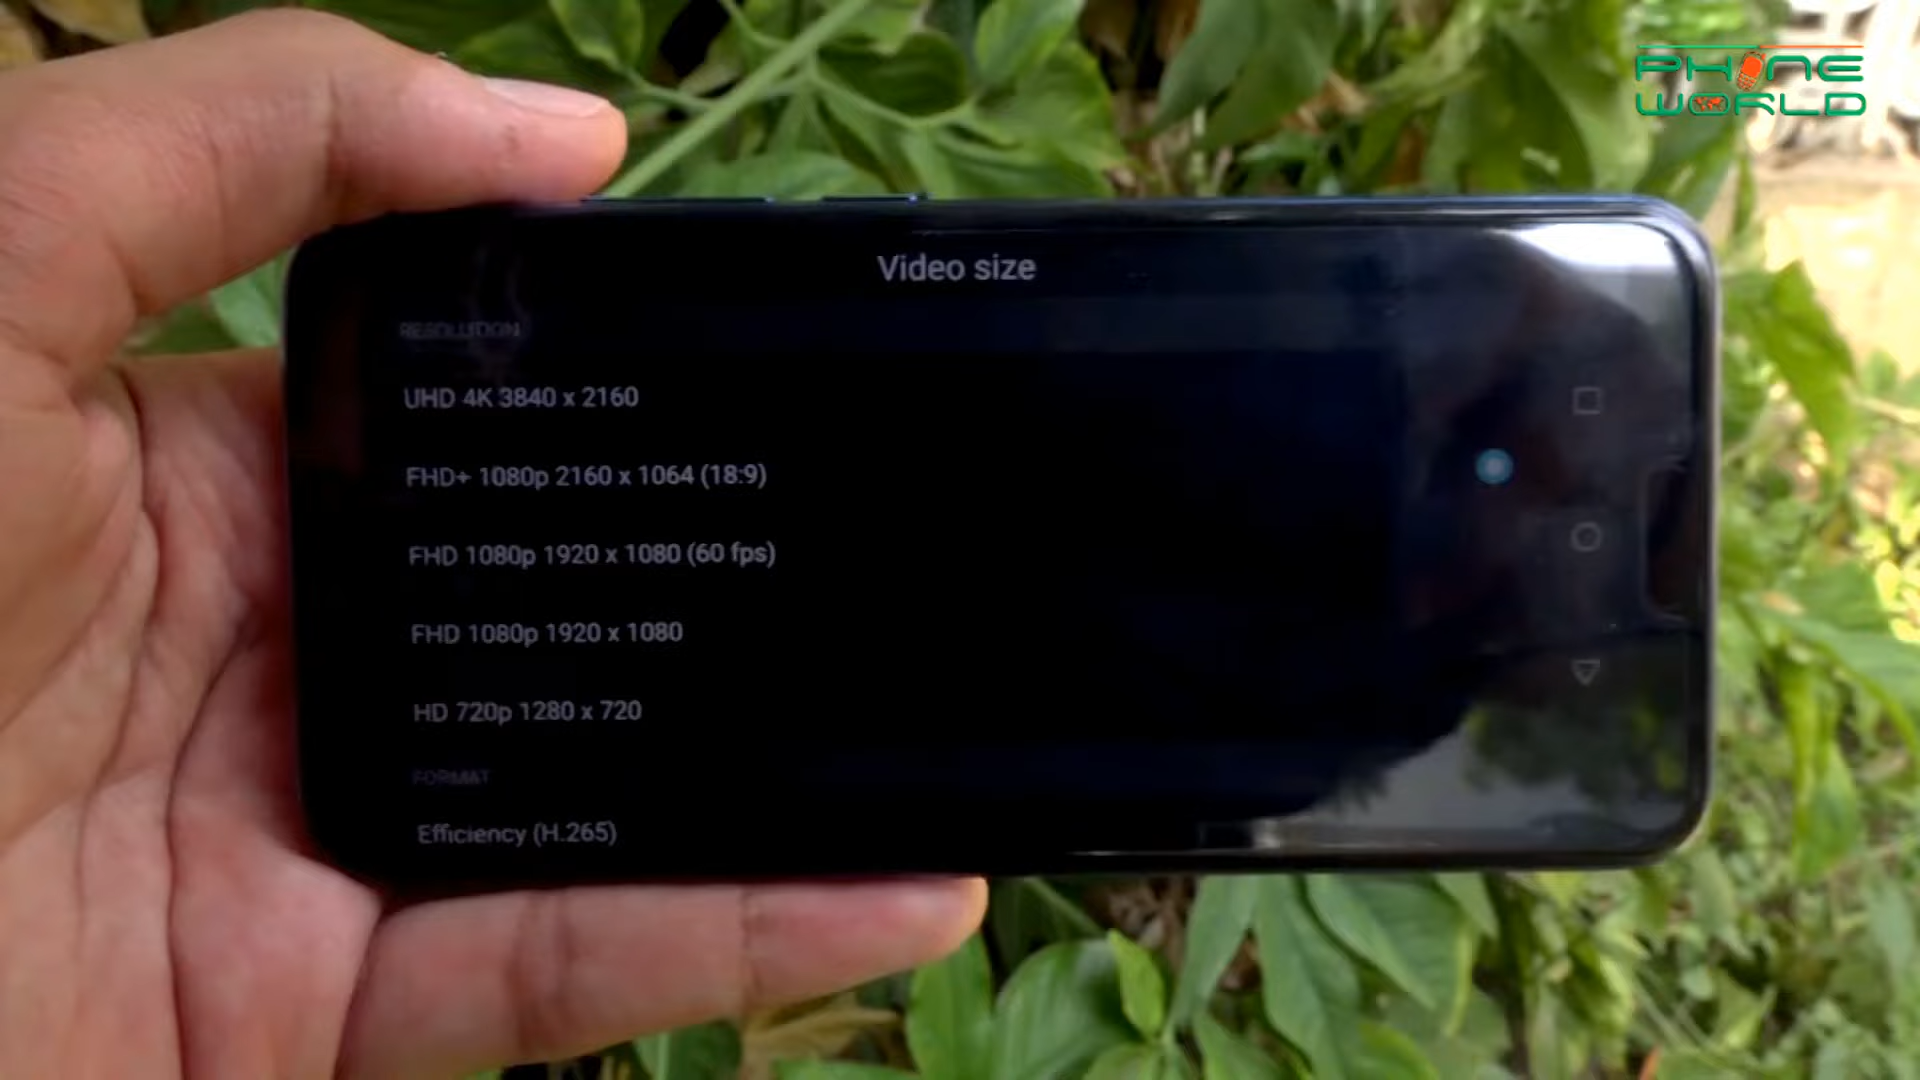 PHONE
WORLD
Video size
RESOLUTION
UHD 4K 3840 x 2160
FHD+ 1080p 2160 x 1064 (18:9)
FHD 1080p 1920 x 1080 (60 fps)
FHD 1080p 1920 x 1080
HD 720p 1280 x 720
FORMAT
Efficiency (H.265)